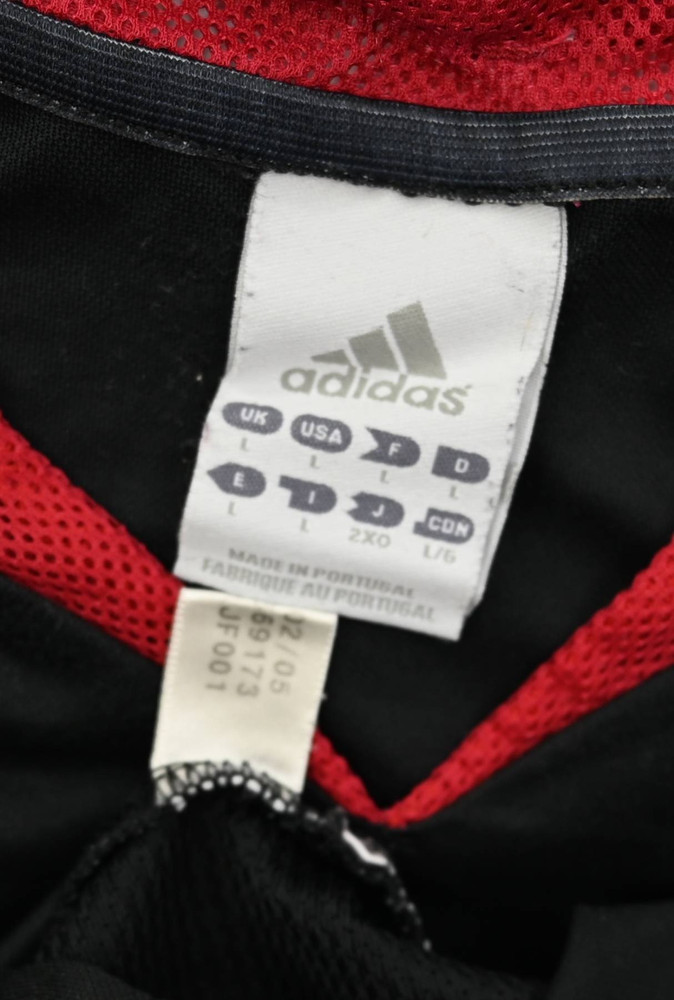 adidas
UK USA F D
L L L L
E I J CDN
L L 2XO L/G
MADE IN PORTUGAL
FABRIQUE AU PORTUGAL
02/05
69173
JF001